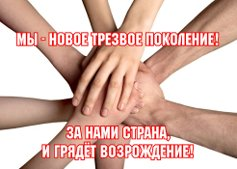 МЫ - НОВОЕ ТРЕЗВОЕ ПОКОЛЕНИЕ!
ЗА НАМИ СТРАНА,
И ГРЯДЁТ ВОЗРОЖДЕНИЕ!